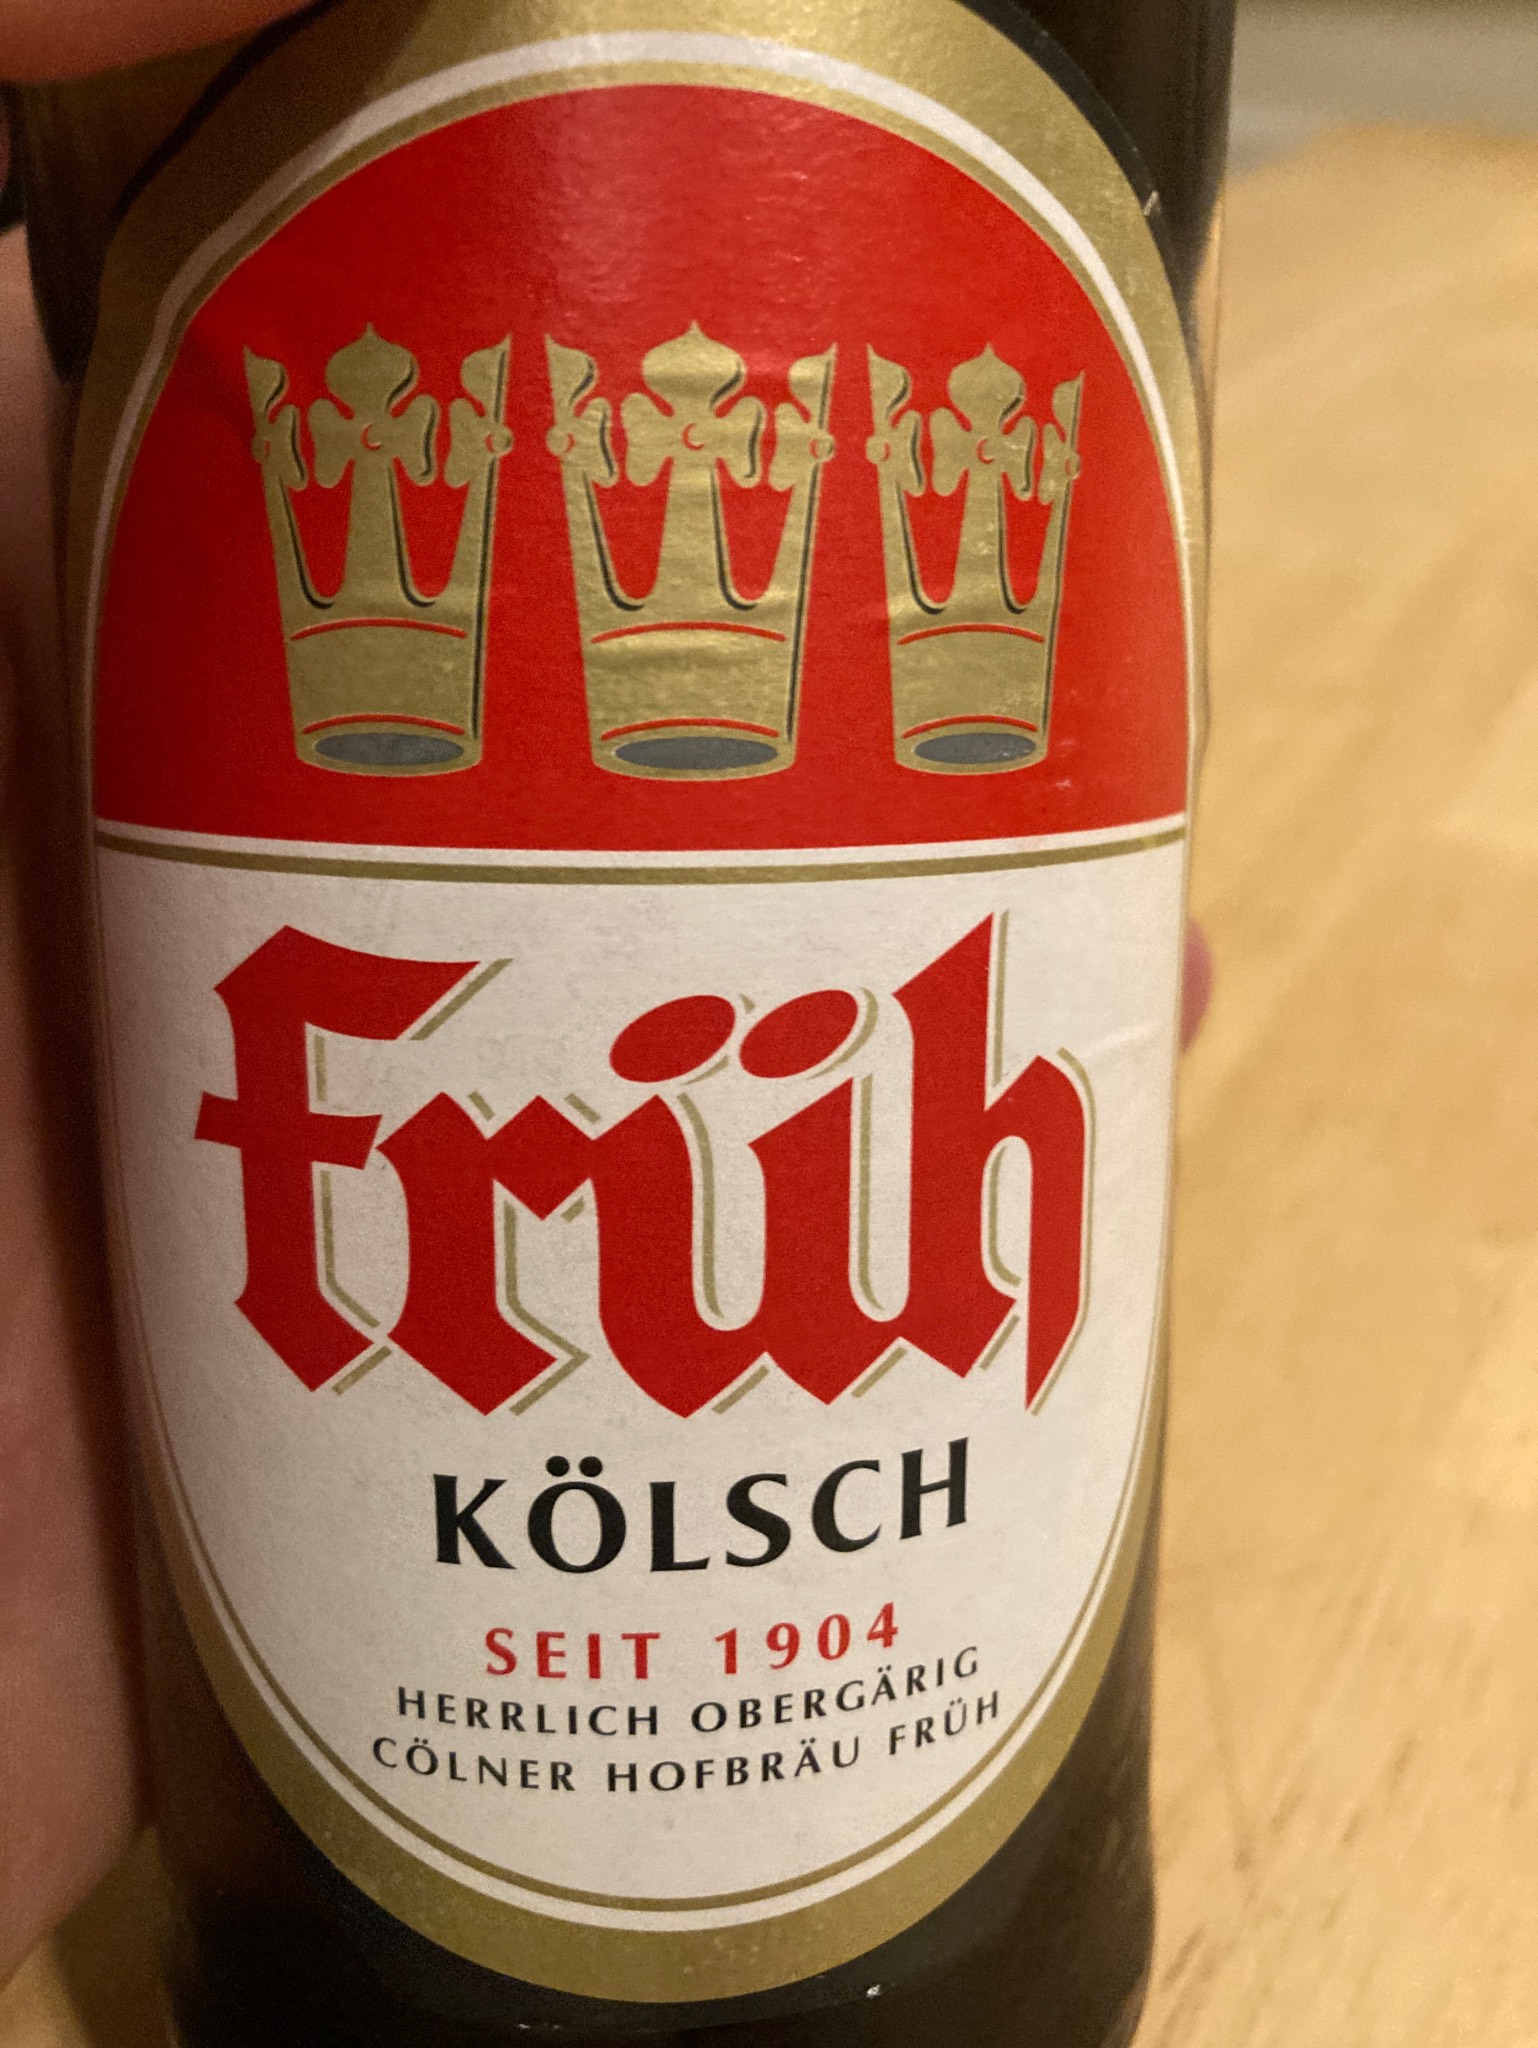 Früh
KÖLSCH
SEIT 1904
HERRLICH OBERGÄRIG
CÖLNER HOFBRÄU FRÜH